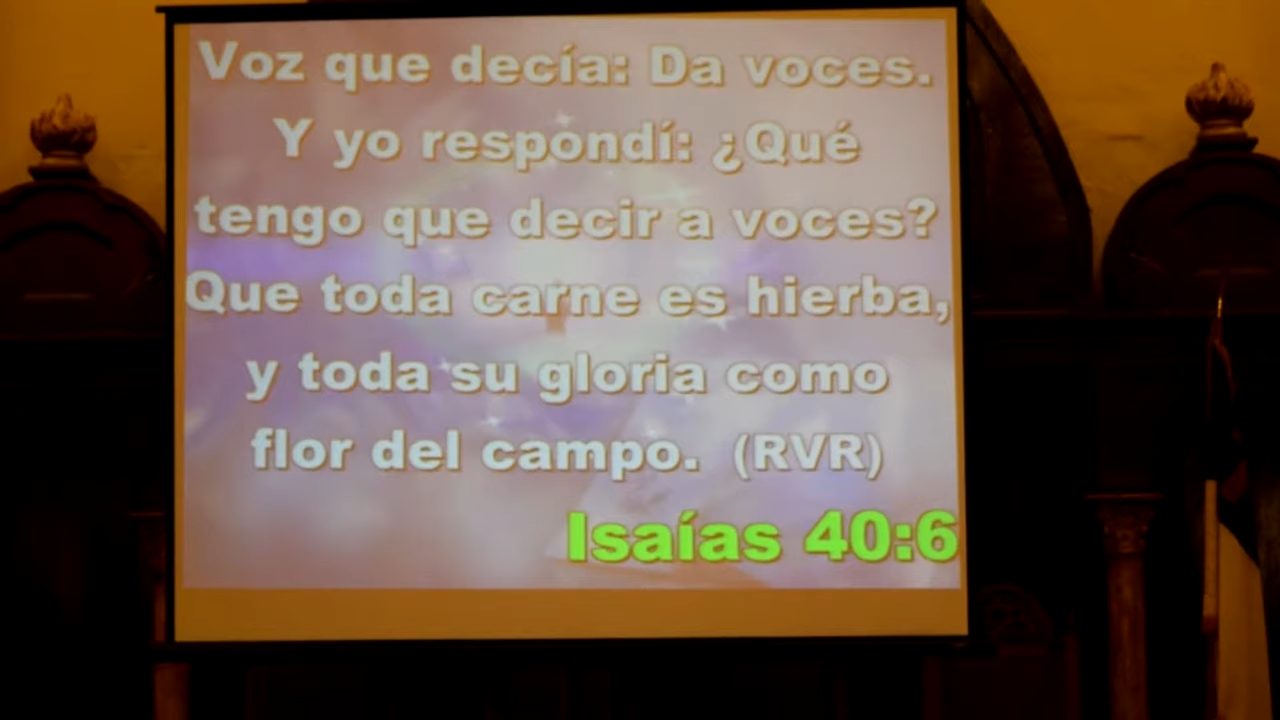 Voz que decía: Da voces.
Y yo respondí: ¿Qué
tengo que decir a voces?
Que toda carne es hierba,
y toda su gloria como
flor del campo. (RVR)
Isaías 40:6